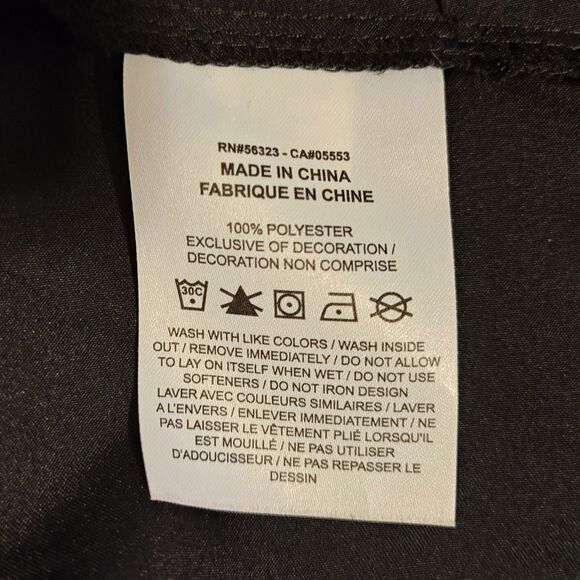 RN#56323 - CA#05553
MADE IN CHINA
FABRIQUE EN CHINE
100% POLYESTER
EXCLUSIVE OF DECORATION /
DECORATION NON COMPRISE
30C
WASH WITH LIKE COLORS / WASH INSIDE
OUT / REMOVE IMMEDIATELY / DO NOT ALLOW
TO LAY ON ITSELF WHEN WET / DO NOT USE
SOFTENERS / DO NOT IRON DESIGN
LAVER AVEC COULEURS SIMILAIRES / LAVER
A L'ENVERS / ENLEVER IMMEDIATEMENT / NE
PAS LAISSER LE VÊTEMENT PLIÉ LORSQU'IL
EST MOUILLÉ / NE PAS UTILISER
D'ADOUCISSEUR / NE PAS REPASSER LE
DESSIN